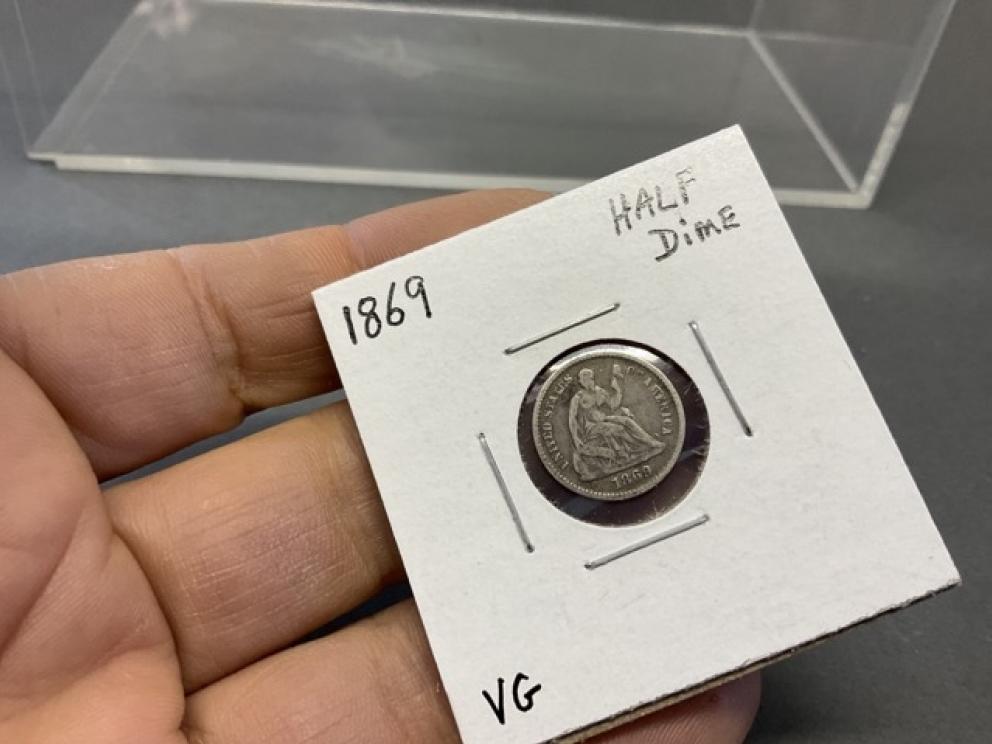 HALF
DiME
1869
UNITED STATES OF AMERICA
1869
VG